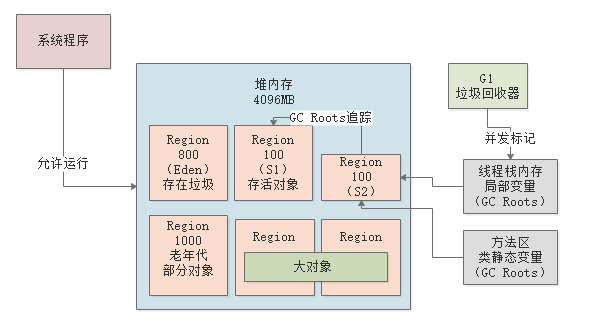 系统程序
堆内存
4096MB
G1
垃圾回收器
GC Roots追踪
并发标记
允许运行
Region
800
(Eden)
存在垃圾
Region
100
(S1)
存活对象
Region
100
(S2)
线程栈内存
局部变量
(GC Roots)
Region
1000
老年代
部分对象
Region
Region
大对象
方法区
类静态变量
(GC Roots)